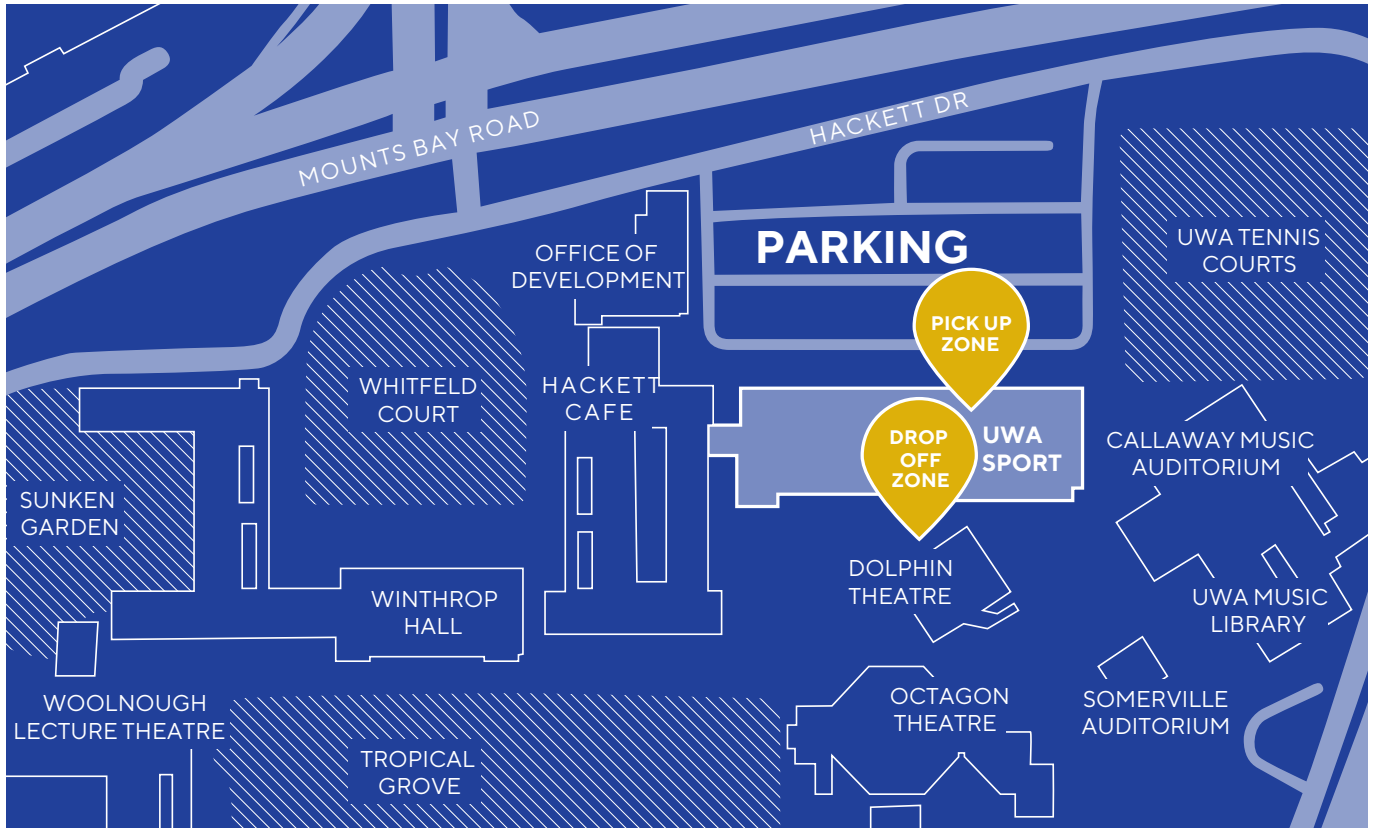 MOUNTS BAY ROAD
HACKETT DR
OFFICE OF
DEVELOPMENT
PARKING
UWA TENNIS
COURTS
PICK UP
ZONE
WHITFELD
COURT
HACKETT
CAFE
DROP
OFF
ZONE
UWA
SPORT
CALLAWAY MUSIC
AUDITORIUM
SUNKEN
GARDEN
WINTHROP
HALL
DOLPHIN
THEATRE
UWA MUSIC
LIBRARY
WOOLNOUGH
LECTURE THEATRE
OCTAGON
THEATRE
SOMERVILLE
AUDITORIUM
TROPICAL
GROVE